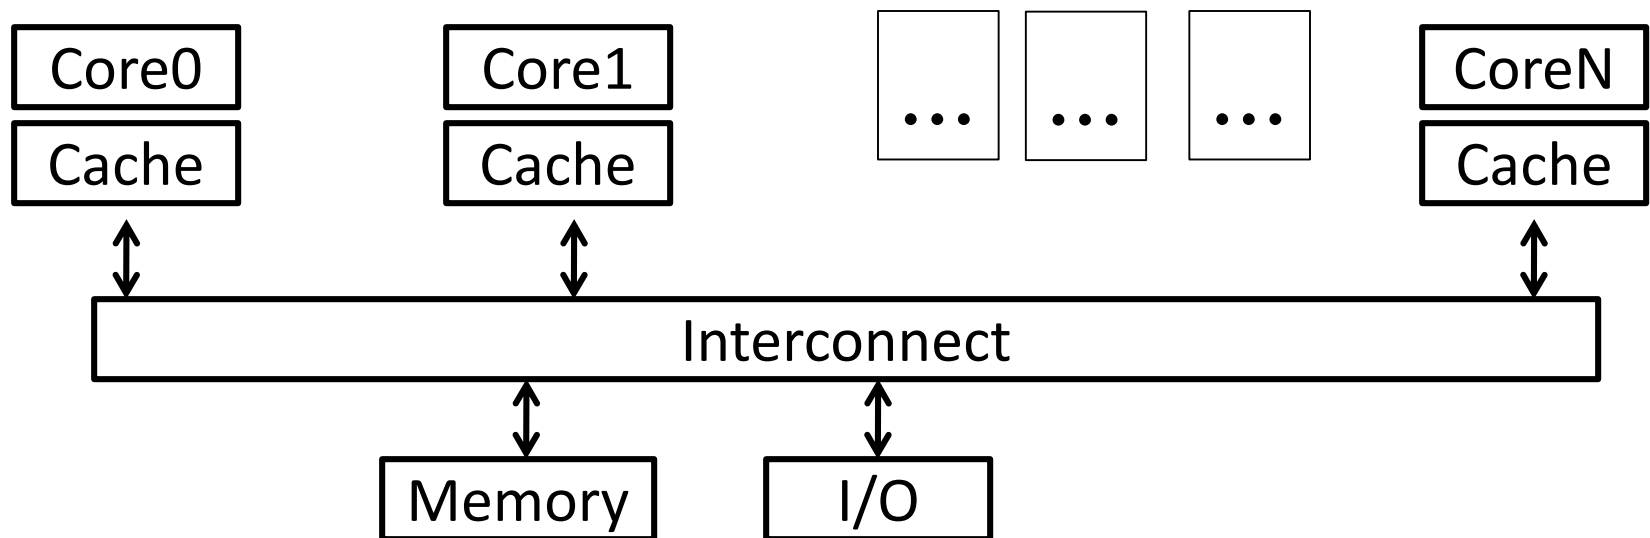 Core0
Cache
Core1
Cache
...
...
...
CoreN
Cache
Interconnect
Memory
I/O